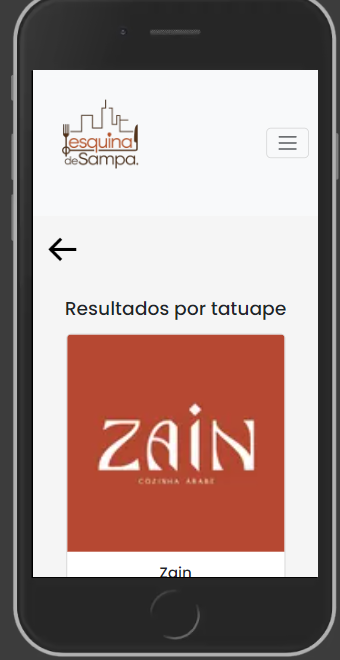 esquina
deSampa.
Resultados por tatuape
ZAIN
COZINHA ÁRABE
Zain